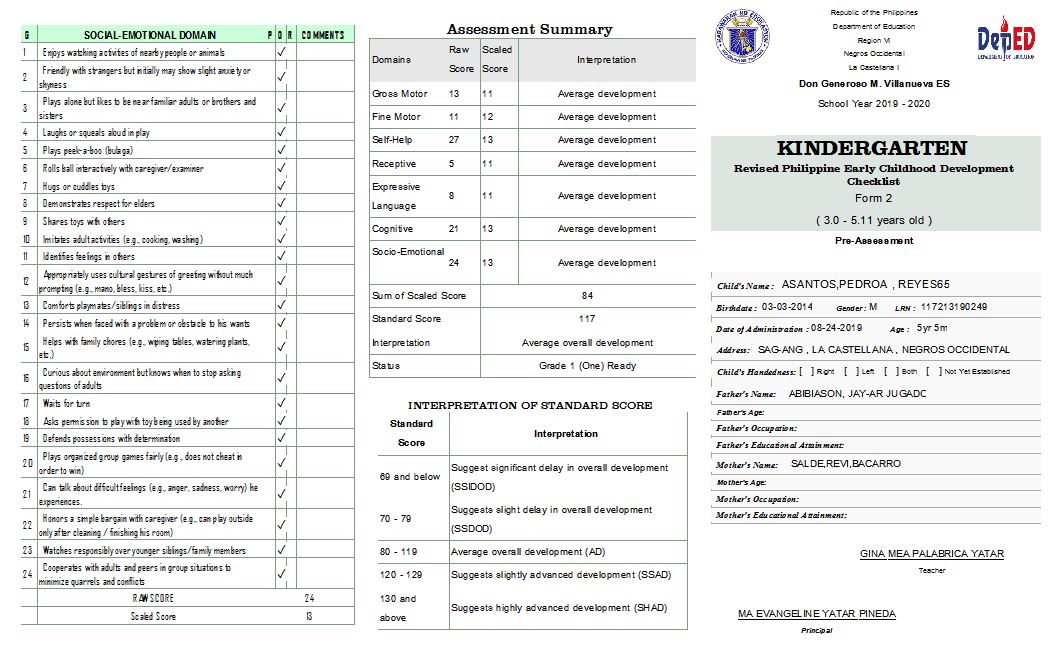 G SOCIAL-EMOTIONAL DOMAIN P O R COMMENTS
1 Enjoys watching activities of nearby people or animals ✓
2 Friendly with strangers but initially may show slight anxiety or
shyness ✓
3 Plays alone but likes to be near familiar adults or brothers and
sisters ✓
4 Laughs or squeals aloud in play ✓
5 Plays peek-a-boo (bulaga) ✓
6 Rolls ball interactively with caregiver/examiner ✓
7 Hugs or cuddles toys ✓
8 Demonstrates respect for elders ✓
9 Shares toys with others ✓
10 Imitates adult activities (e.g., cooking, washing) ✓
11 Identifies feelings in others ✓
12 Appropriately uses cultural gestures of greeting without much
prompting (e.g., mano, bless, kiss, etc.) ✓
13 Comforts playmates/siblings in distress ✓
14 Persists when faced with a problem or obstacle to his wants ✓
15 Helps with family chores (e.g., wiping tables, watering plants,
etc.) ✓
16 Curious about environment but knows when to stop asking
questions of adults ✓
17 Waits for turn ✓
18 Asks permission to play with toy being used by another ✓
19 Defends possessions with determination ✓
20 Plays organized group games fairly (e.g., does not cheat in
order to win) ✓
21 Can talk about difficult feelings (e.g., anger, sadness, worry) he
experiences. ✓
22 Honors a simple bargain with caregiver (e.g., can play outside
only after cleaning / finishing his room) ✓
23 Watches responsibly over younger siblings/family members ✓
24 Cooperates with adults and peers in group situations to
minimize quarrels and conflicts ✓
RAW SCORE 24
Scaled Score 13
Assessment Summary
Domains Raw Score Scaled Score Interpretation
Gross Motor 13 11 Average development
Fine Motor 11 12 Average development
Self-Help 27 13 Average development
Receptive 5 11 Average development
Expressive Language 8 11 Average development
Cognitive 21 13 Average development
Socio-Emotional 24 13 Average development
Sum of Scaled Score 84
Standard Score 117
Interpretation Average overall development
Status Grade 1 (One) Ready
INTERPRETATION OF STANDARD SCORE
Standard Score Interpretation
69 and below Suggest significant delay in overall development
(SSIDOD)
70 - 79 Suggests slight delay in overall development
(SSDOD)
80 - 119 Average overall development (AD)
120 - 129 Suggests slightly advanced development (SSAD)
130 and above Suggests highly advanced development (SHAD)
Republic of the Philippines
Department of Education
Region VI
Negros Occidental
La Castellana I
Don Generoso M. Villanueva ES
School Year 2019 - 2020
DepED
DEPARTMENT OF EDUCATION
KINDERGARTEN
Revised Philippine Early Childhood Development
Checklist
Form 2
( 3.0 - 5.11 years old )
Pre-Assessment
Child's Name : ASANTOS,PEDROA , REYES65
Birthdate : 03-03-2014 Gender : M LRN : 117213190249
Date of Administration : 08-24-2019 Age : 5yr 5m
Address: SAG-ANG , LA CASTELLANA , NEGROS OCCIDENTAL
Child's Handedness: [ ] Right [ ] Left [ ] Both [ ] Not Yet Established
Father's Name: ABIBIASON, JAY-AR JUGADO
Father's Age:
Father's Occupation:
Father's Educational Attainment:
Mother's Name: SALDE,REVI,BACARRO
Mother's Age:
Mother's Occupation:
Mother's Educational Attainment:
GINA MEA PALABRICA YATAR
Teacher
MA EVANGELINE YATAR PINEDA
Principal